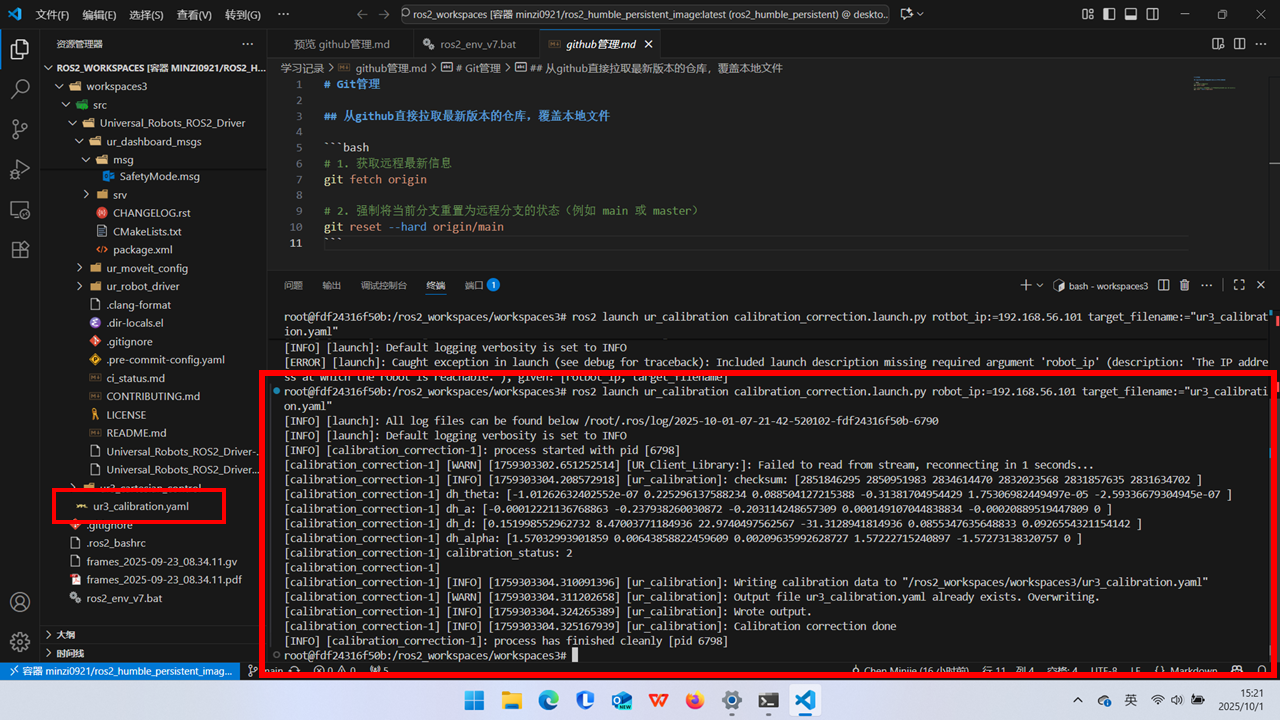 文件(F) 编辑(E) 选择(S) 查看(V) 转到(G) ··· ros2_workspaces [容器 minzi0921/ros2_humble_persistent_image:latest (ros2_humble_persistent) @ deskto...
资源管理器 ···
ROS2_WORKSPACES [容器 MINZI0921/ROS2_H...
workspaces3
src
Universal_Robots_ROS2_Driver
ur_dashboard_msgs
msg
SafetyMode.msg
srv
CHANGELOG.rst
CMakeLists.txt
package.xml
ur_moveit_config
ur_robot_driver
.clang-format
.dir-locals.el
.gitignore
.pre-commit-config.yaml
ci_status.md
CONTRIBUTING.md
LICENSE
README.md
Universal_Robots_ROS2_Driver-...
Universal_Robots_ROS2_Driver...
ur3_cartesian_control
ur3_calibration.yaml
.gitignore
.ros2_bashrc
frames_2025-09-23_08.34.11.gv
frames_2025-09-23_08.34.11.pdf
ros2_env_v7.bat
大纲
时间线
预览 github管理.md ros2_env_v7.bat github管理.md
学习记录 > github管理.md > # Git管理 > ## 从github直接拉取最新版本的仓库，覆盖本地文件
1 # Git管理
2
3 ## 从github直接拉取最新版本的仓库，覆盖本地文件
4
5 ```bash
6 # 1. 获取远程最新信息
7 git fetch origin
8
9 # 2. 强制将当前分支重置为远程分支的状态（例如 main 或 master）
10 git reset --hard origin/main
11 ```
问题 输出 调试控制台 终端 端口 1 bash - workspaces3 ···
root@fdf24316f50b:/ros2_workspaces/workspaces3# ros2 launch ur_calibration calibration_correction.launch.py rotbot_ip:=192.168.56.101 target_filename:="ur3_calibrat
ion.yaml"
[INFO] [launch]: Default logging verbosity is set to INFO
[ERROR] [launch]: Caught exception in launch (see debug for traceback): Included launch description missing required argument 'robot_ip' (description: 'The IP addre
ss at which the robot is reachable.'), given: [rotbot_ip, target_filename]
root@fdf24316f50b:/ros2_workspaces/workspaces3# ros2 launch ur_calibration calibration_correction.launch.py robot_ip:=192.168.56.101 target_filename:="ur3_calibrati
on.yaml"
[INFO] [launch]: All log files can be found below /root/.ros/log/2025-10-01-07-21-42-520102-fdf24316f50b-6790
[INFO] [launch]: Default logging verbosity is set to INFO
[INFO] [calibration_correction-1]: process started with pid [6798]
[calibration_correction-1] [WARN] [1759303302.651252514] [UR_Client_Library:]: Failed to read from stream, reconnecting in 1 seconds...
[calibration_correction-1] [INFO] [1759303304.208572918] [ur_calibration]: checksum: [2851846295 2850951983 2834614470 2832023568 2831857635 2831634702 ]
[calibration_correction-1] dh_theta: [-1.01262632402552e-07 0.225296137588234 0.088504127215388 -0.31381704954429 1.75306982449497e-05 -2.59336679304945e-07 ]
[calibration_correction-1] dh_a: [-0.00012221136768863 -0.237938260030872 -0.203114248657309 0.000149107044838834 -0.00020889519447809 0 ]
[calibration_correction-1] dh_d: [0.151998552962732 8.47003771184936 22.9740497562567 -31.3128941814936 0.0855347635648833 0.0926554321154142 ]
[calibration_correction-1] dh_alpha: [1.57032993901859 0.00643858822459609 0.00209635992628727 1.57222715240897 -1.57273138320757 0 ]
[calibration_correction-1] calibration_status: 2
[calibration_correction-1]
[calibration_correction-1] [INFO] [1759303304.310091396] [ur_calibration]: Writing calibration data to "/ros2_workspaces/workspaces3/ur3_calibration.yaml"
[calibration_correction-1] [WARN] [1759303304.311202658] [ur_calibration]: Output file ur3_calibration.yaml already exists. Overwriting.
[calibration_correction-1] [INFO] [1759303304.324265389] [ur_calibration]: Wrote output.
[calibration_correction-1] [INFO] [1759303304.325167939] [ur_calibration]: Calibration correction done
[INFO] [calibration_correction-1]: process has finished cleanly [pid 6798]
root@fdf24316f50b:/ros2_workspaces/workspaces3#
容器 minzi0921/ros2_humble_persistent_imag... main 0 0 5 Chen Minjie (16 小时前) 行 11, 列 4 空格: 4 UTF-8 LF {} Markdown
英 15:21
2025/10/1